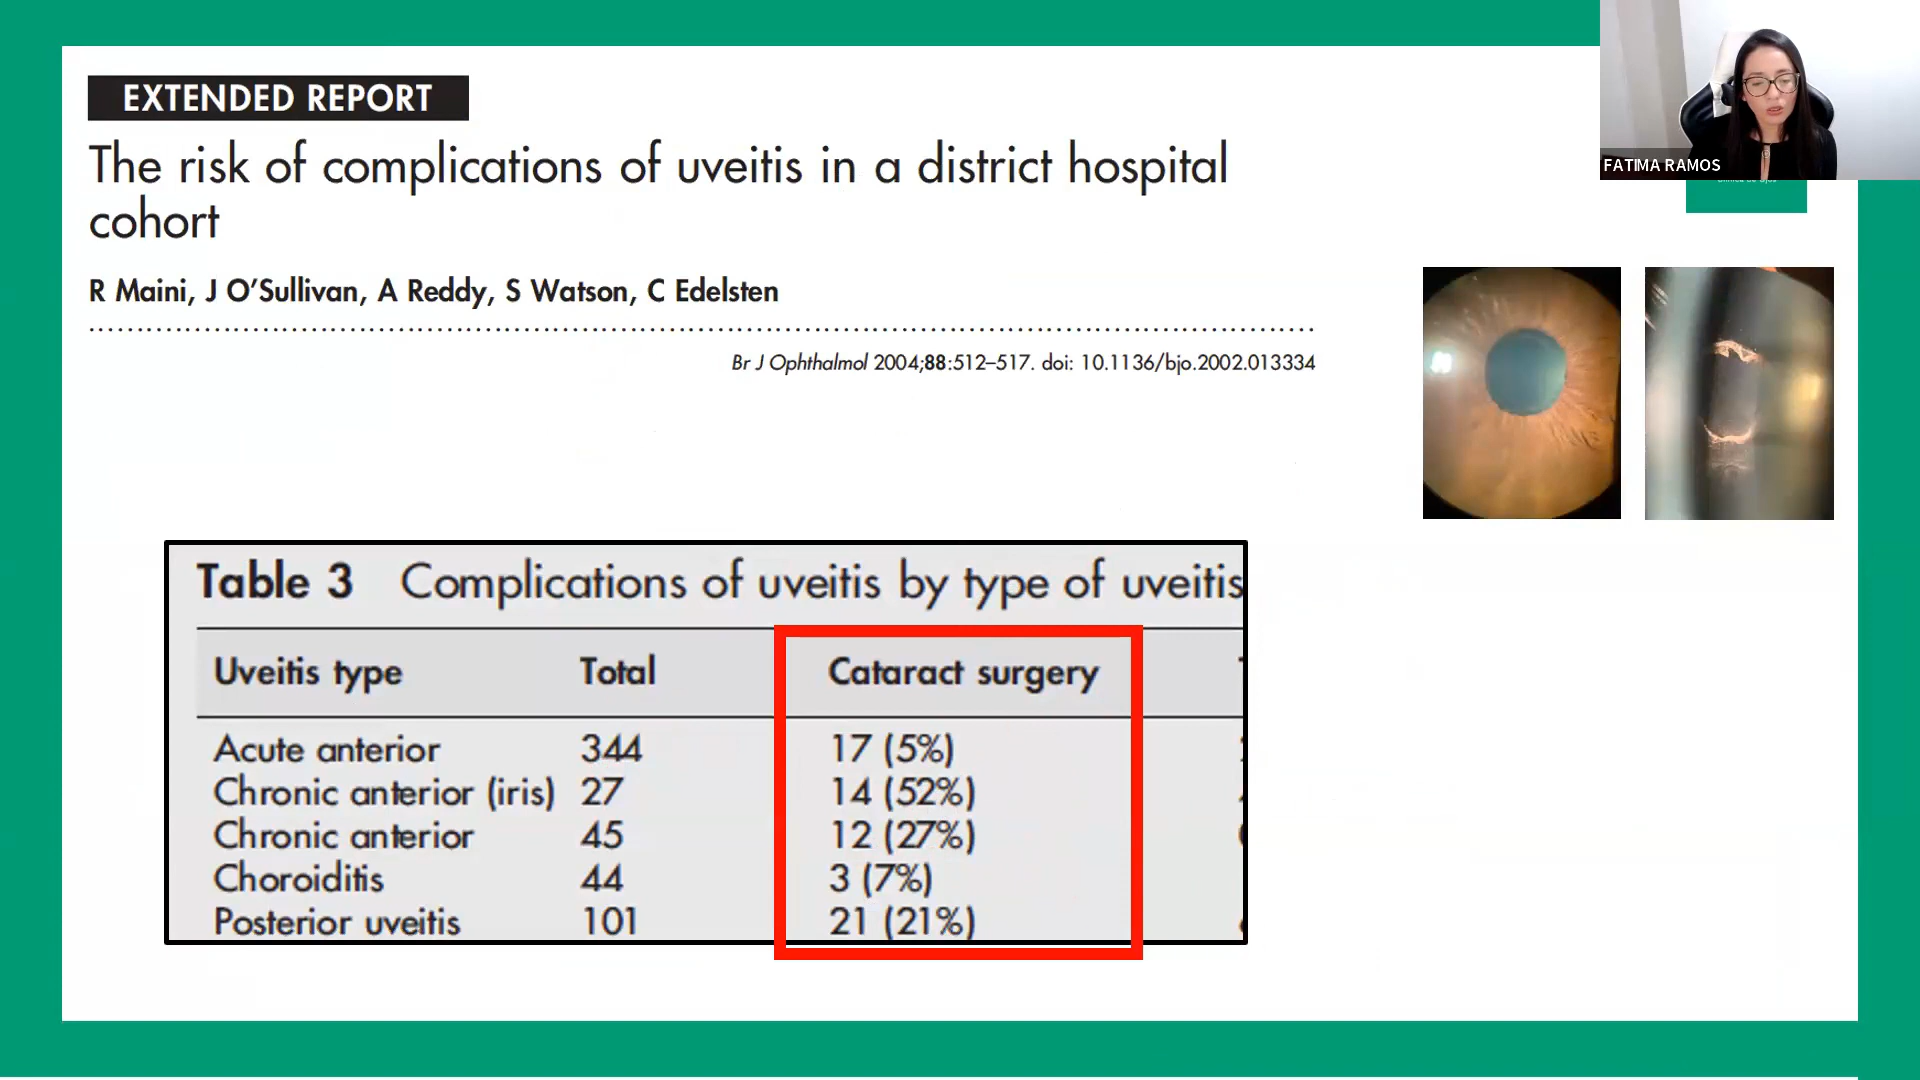 EXTENDED REPORT
The risk of complications of uveitis in a district hospital
cohort
R Maini, J O’Sullivan, A Reddy, S Watson, C Edelsten
Br J Ophthalmol 2004;88:512–517. doi: 10.1136/bjo.2002.013334
FATIMA RAMOS
Table 3 Complications of uveitis by type of uveitis
Uveitis type Total Cataract surgery
Acute anterior 344 17 (5%)
Chronic anterior (iris) 27 14 (52%)
Chronic anterior 45 12 (27%)
Choroiditis 44 3 (7%)
Posterior uveitis 101 21 (21%)